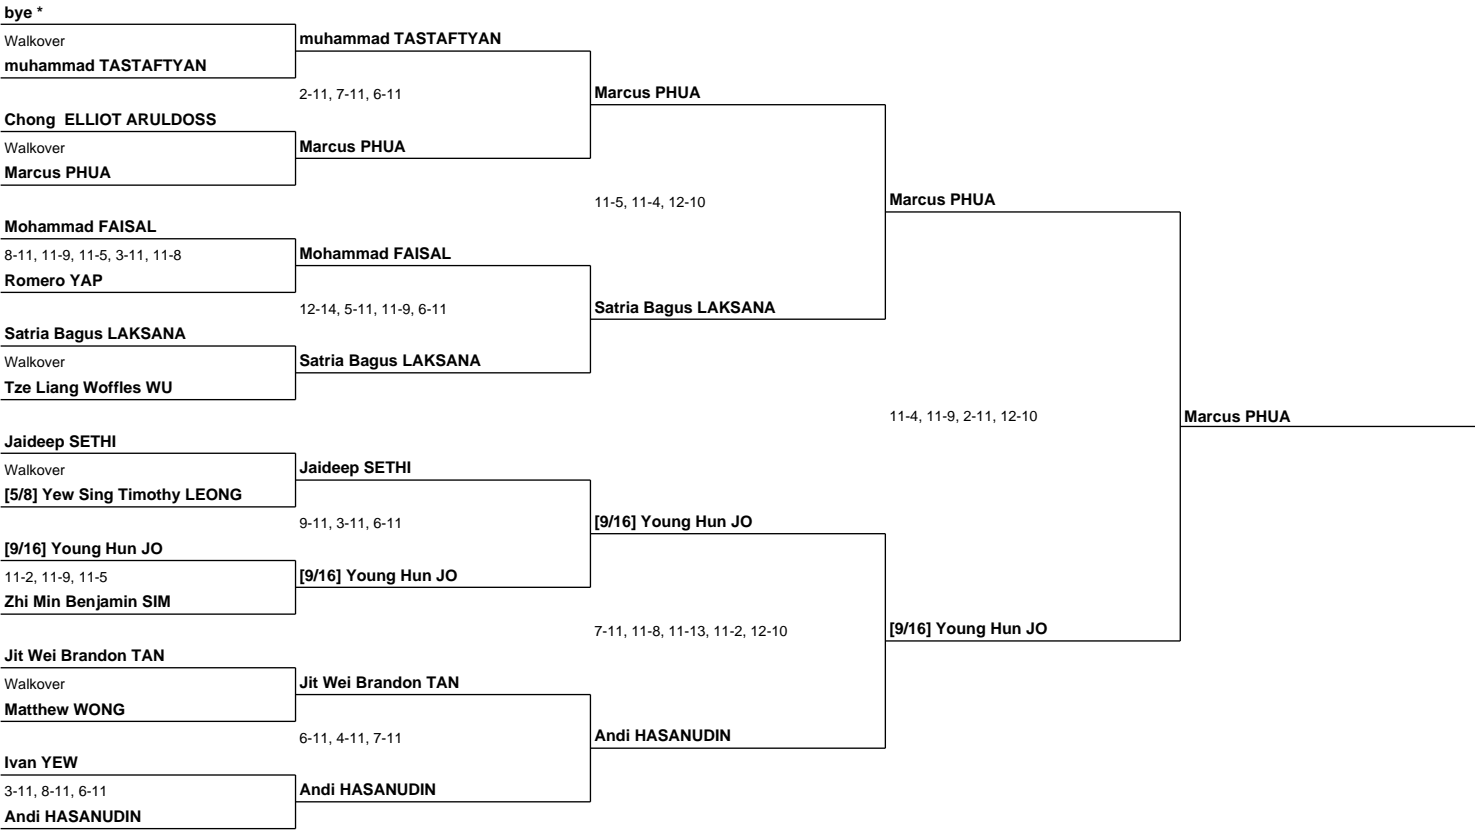 bye *
Walkover
muhammad TASTAFTYAN
muhammad TASTAFTYAN
2-11, 7-11, 6-11
Marcus PHUA
Chong  ELLIOT ARULDOSS
Walkover
Marcus PHUA
Marcus PHUA
11-5, 11-4, 12-10
Marcus PHUA
Mohammad FAISAL
8-11, 11-9, 11-5, 3-11, 11-8
Romero YAP
Mohammad FAISAL
12-14, 5-11, 11-9, 6-11
Satria Bagus LAKSANA
Satria Bagus LAKSANA
Walkover
Tze Liang Woffles WU
Satria Bagus LAKSANA
11-4, 11-9, 2-11, 12-10
Marcus PHUA
Jaideep SETHI
Walkover
[5/8] Yew Sing Timothy LEONG
Jaideep SETHI
9-11, 3-11, 6-11
[9/16] Young Hun JO
[9/16] Young Hun JO
11-2, 11-9, 11-5
Zhi Min Benjamin SIM
[9/16] Young Hun JO
7-11, 11-8, 11-13, 11-2, 12-10
[9/16] Young Hun JO
Jit Wei Brandon TAN
Walkover
Matthew WONG
Jit Wei Brandon TAN
6-11, 4-11, 7-11
Andi HASANUDIN
Ivan YEW
3-11, 8-11, 6-11
Andi HASANUDIN
Andi HASANUDIN